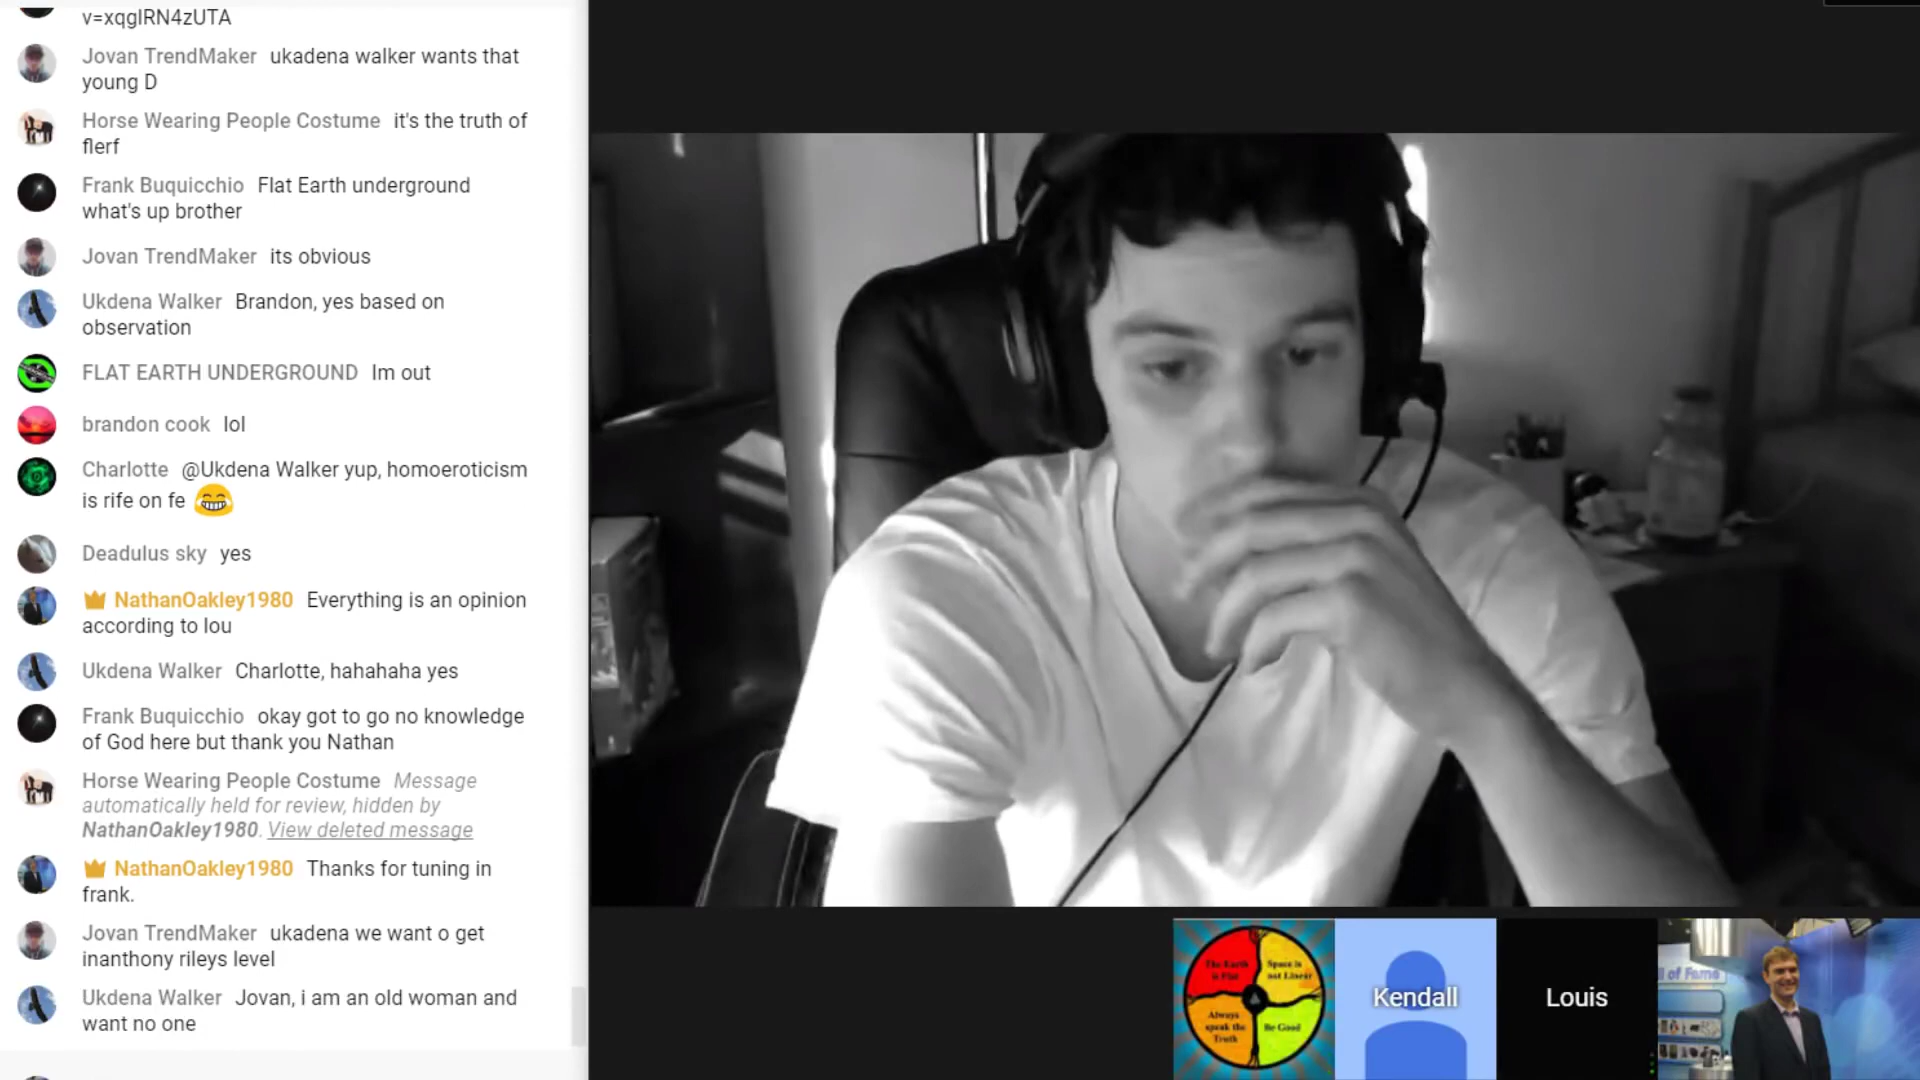 v=xqglRN4zUTA
Jovan TrendMaker ukadena walker wants that
young D
Horse Wearing People Costume it's the truth of
flerf
Frank Buquicchio Flat Earth underground
what's up brother
Jovan TrendMaker its obvious
Ukdena Walker Brandon, yes based on
observation
FLAT EARTH UNDERGROUND Im out
brandon cook lol
Charlotte @Ukdena Walker yup, homoeroticism
is rife on fe 😂
Deadulus sky yes
NathanOakley1980 Everything is an opinion
according to lou
Ukdena Walker Charlotte, hahahaha yes
Frank Buquicchio okay got to go no knowledge
of God here but thank you Nathan
Horse Wearing People Costume Message
automatically held for review, hidden by
NathanOakley1980. View deleted message
NathanOakley1980 Thanks for tuning in
frank.
Jovan TrendMaker ukadena we want o get
inanthony rileys level
Ukdena Walker Jovan, i am an old woman and
want no one
The Earth
is Flat
Space is
not Linear
Always
speak the
Truth
Be Good
Kendall
Louis
l of Fame